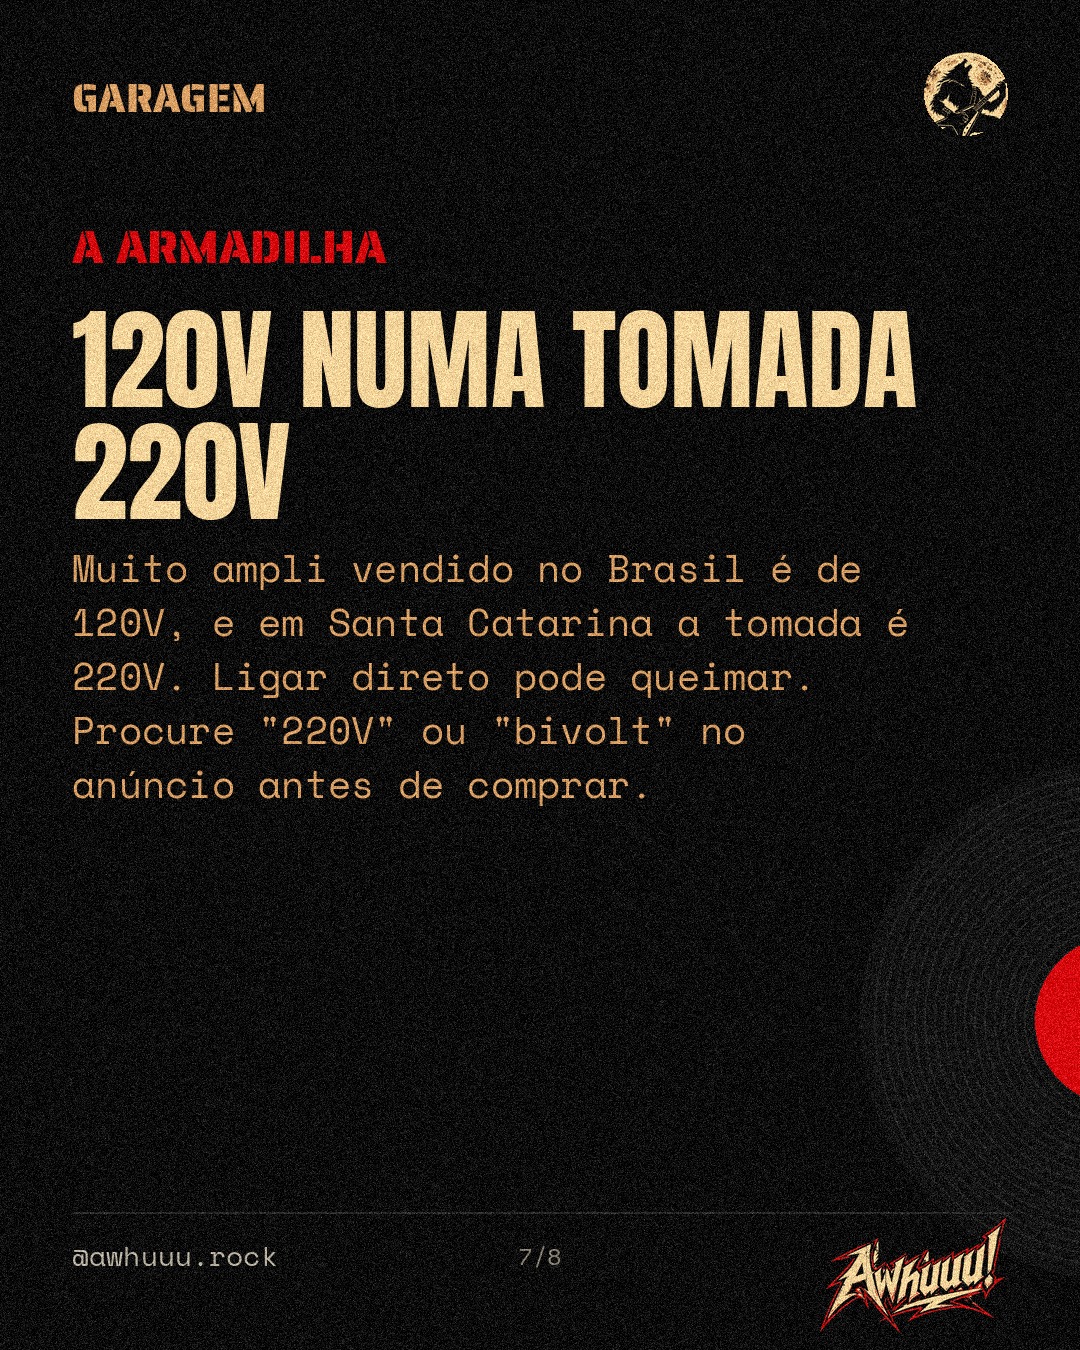 GARAGEM
A ARMADILHA
120V NUMA TOMADA
220V
Muito ampli vendido no Brasil é de
120V, e em Santa Catarina a tomada é
220V. Ligar direto pode queimar.
Procure "220V" ou "bivolt" no
anúncio antes de comprar.
@awhuuu.rock
7/8
Awhuuu!